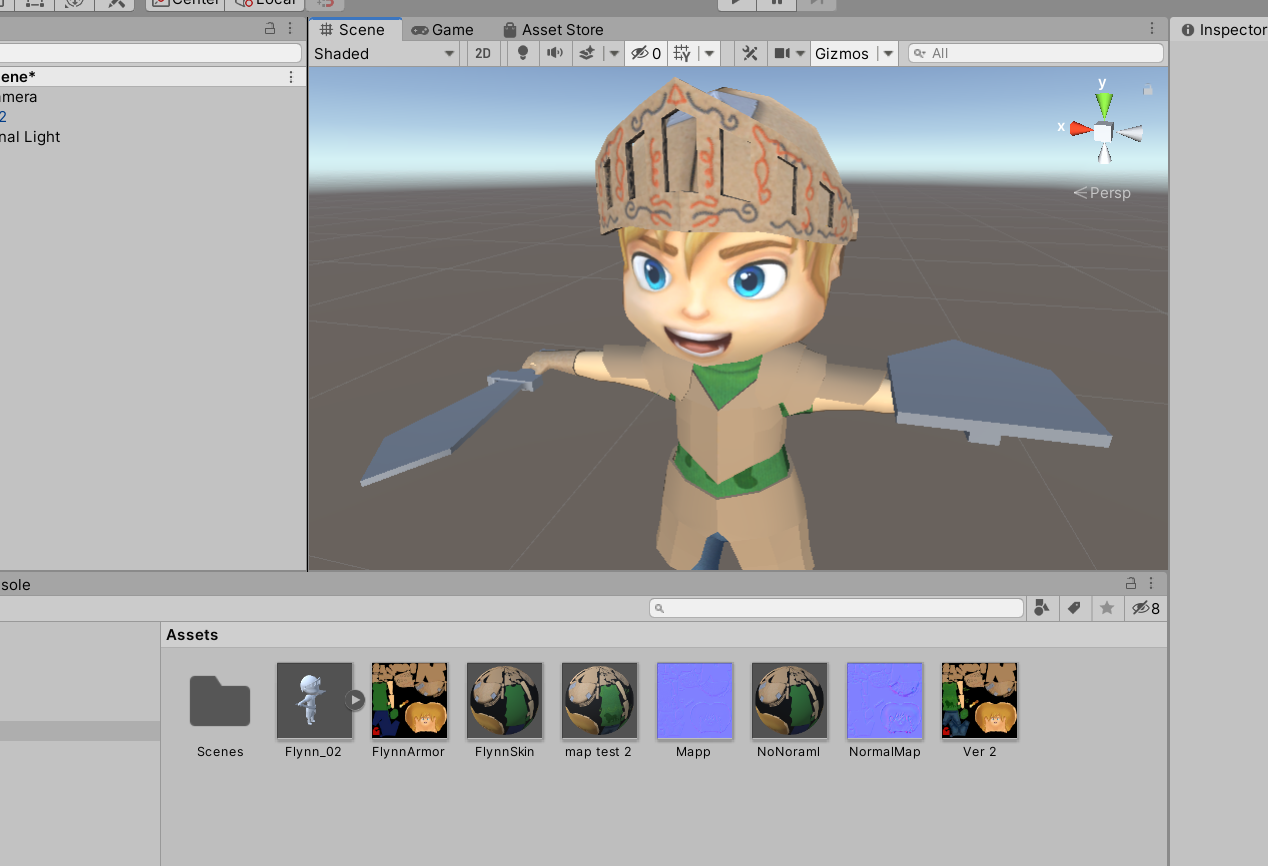 Center Local
Scene Game Asset Store Inspector
Shaded 2D 0 Gizmos All
ene*
amera
2
nal Light
y
x
Persp
sole
8
Assets
Scenes Flynn_02 FlynnArmor FlynnSkin map test 2 Mapp NoNoraml NormalMap Ver 2